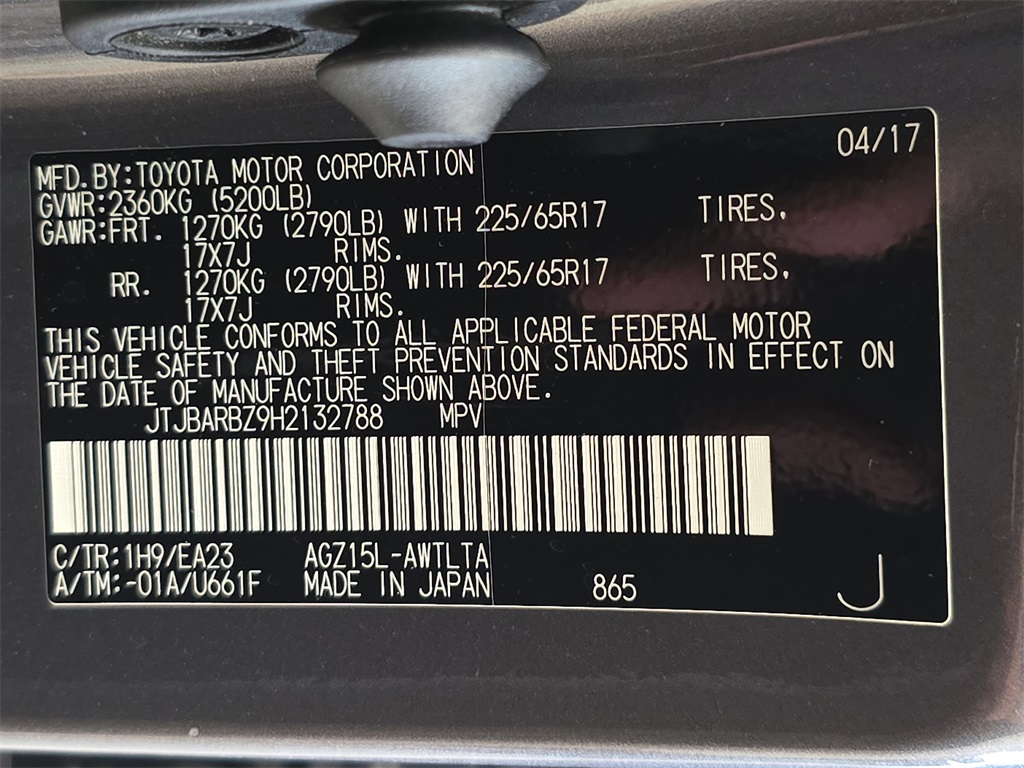 04/17
MFD. BY: TOYOTA MOTOR CORPORATION
GVWR: 2360KG (5200LB)
GAWR: FRT. 1270KG (2790LB) WITH 225/65R17 TIRES,
17X7J RIMS.
RR. 1270KG (2790LB) WITH 225/65R17 TIRES,
17X7J RIMS.
THIS VEHICLE CONFORMS TO ALL APPLICABLE FEDERAL MOTOR
VEHICLE SAFETY AND THEFT PREVENTION STANDARDS IN EFFECT ON
THE DATE OF MANUFACTURE SHOWN ABOVE.
JTJBARBZ9H2132788 MPV
C/TR: 1H9/EA23 AGZ15L-AWTLTA
A/TM: -01A/U661F MADE IN JAPAN 865 J